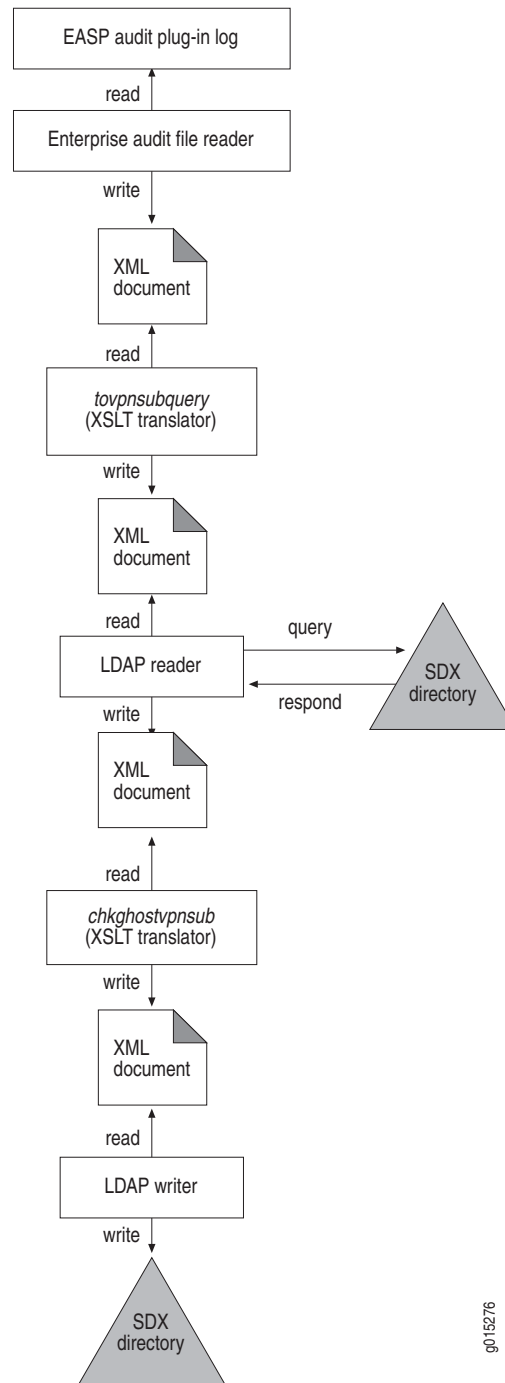 EASP audit plug-in log
read
Enterprise audit file reader
write
XML
document
read
tovpnsubquery
(XSLT translator)
write
XML
document
read
query
LDAP reader
SDX
directory
respond
write
XML
document
read
chkghostvpnsub
(XSLT translator)
write
XML
document
read
LDAP writer
write
SDX
directory
g015276